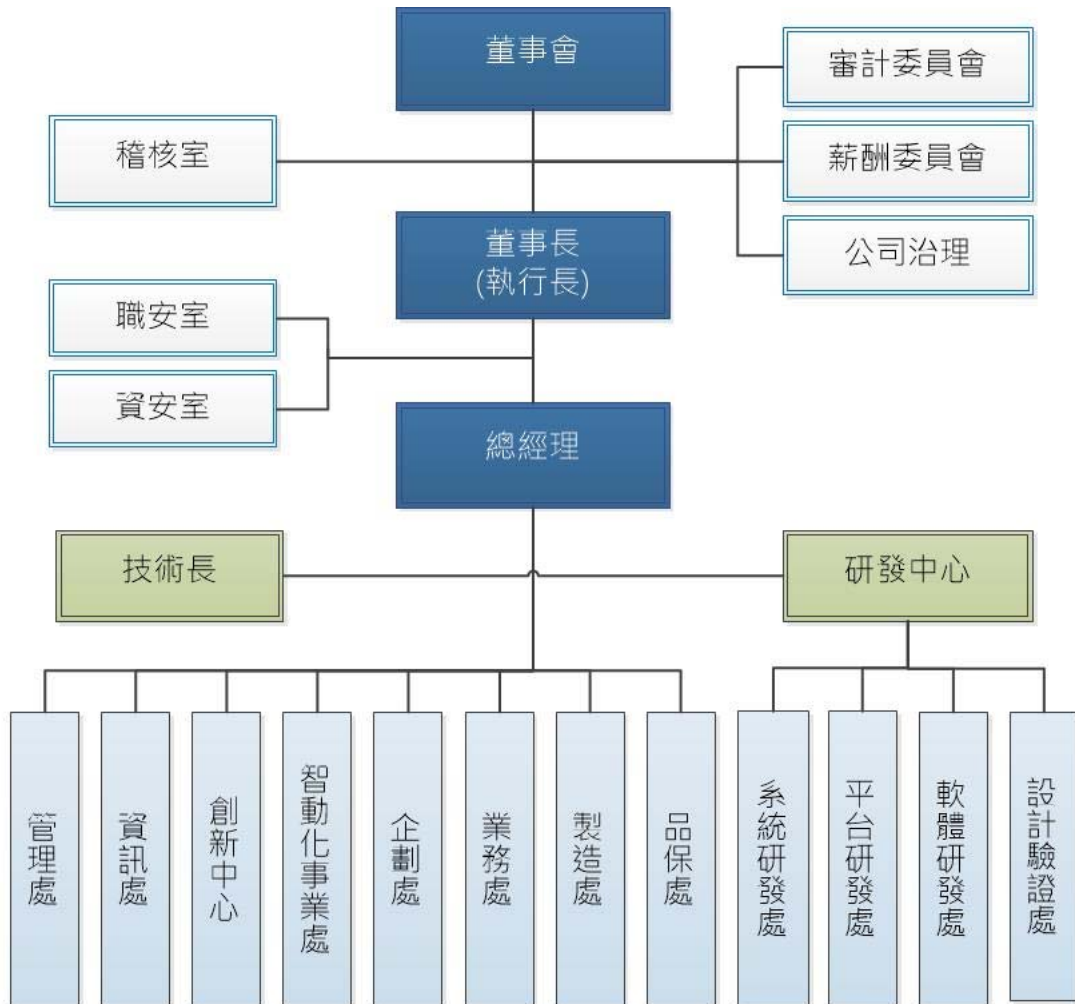 董事會
審計委員會
稽核室
薪酬委員會
董事長
(執行長)
公司治理
職安室
資安室
總經理
技術長
研發中心
管理處
資訊處
創新中心
智動化事業處
企劃處
業務處
製造處
品保處
系統研發處
平台研發處
軟體研發處
設計驗證處